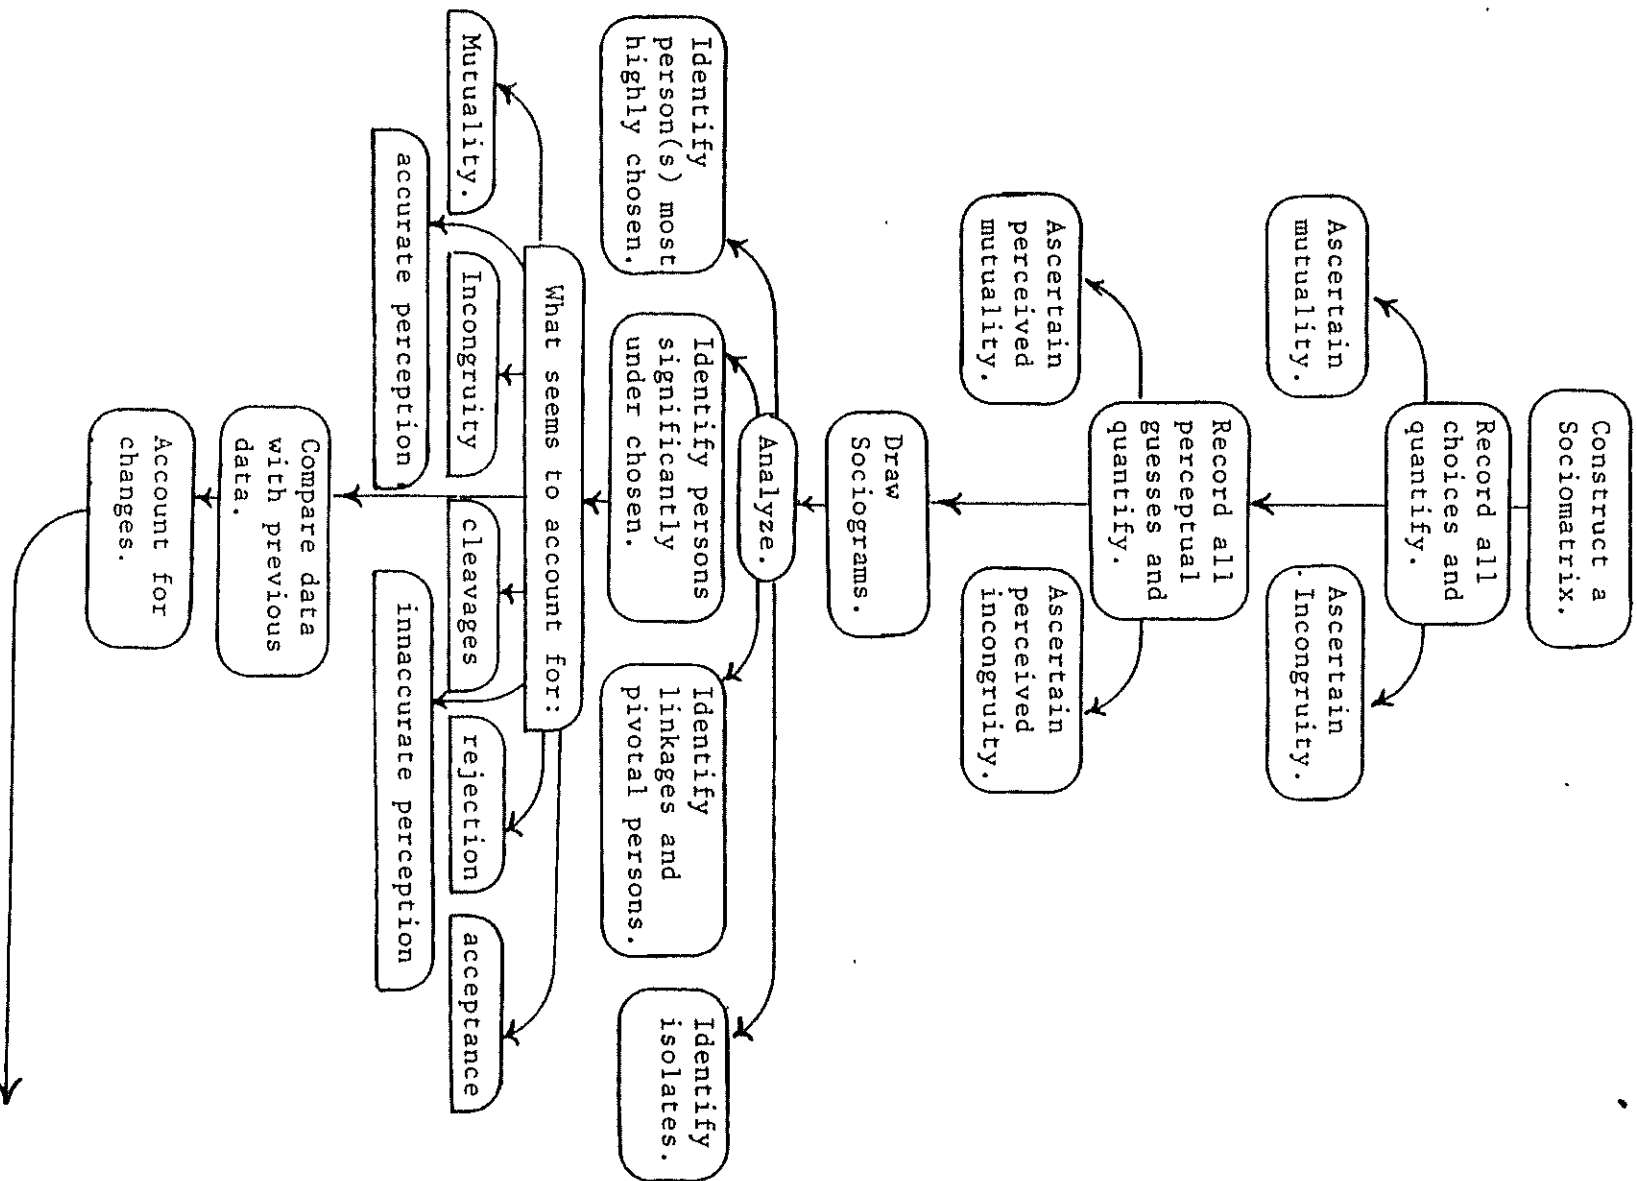 Construct a
Sociomatrix.
Record all
choices and
quantify.
Ascertain
mutuality.
Ascertain
Incongruity.
Record all
perceptual
guesses and
quantify.
Ascertain
perceived
mutuality.
Ascertain
perceived
incongruity.
Draw
Sociograms.
Analyze.
Identify
person(s) most
highly chosen.
Identify persons
significantly
under chosen.
Identify
linkages and
pivotal persons.
Identify
isolates.
What seems to account for:
Mutuality.
Incongruity
cleavages
rejection
acceptance
accurate perception
innaccurate perception
Compare data
with previous
data.
Account for
changes.